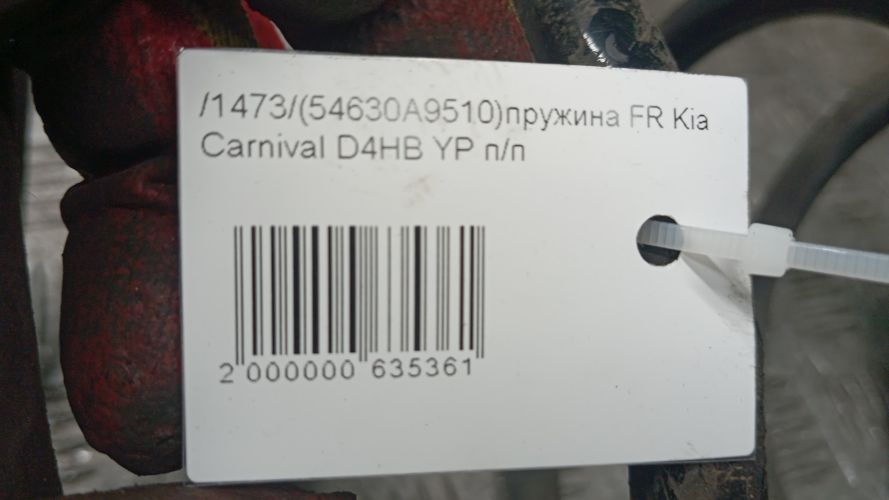 /1473/(54630A9510)пружина FR Kia
Carnival D4HB YP п/п
2 000000 635361